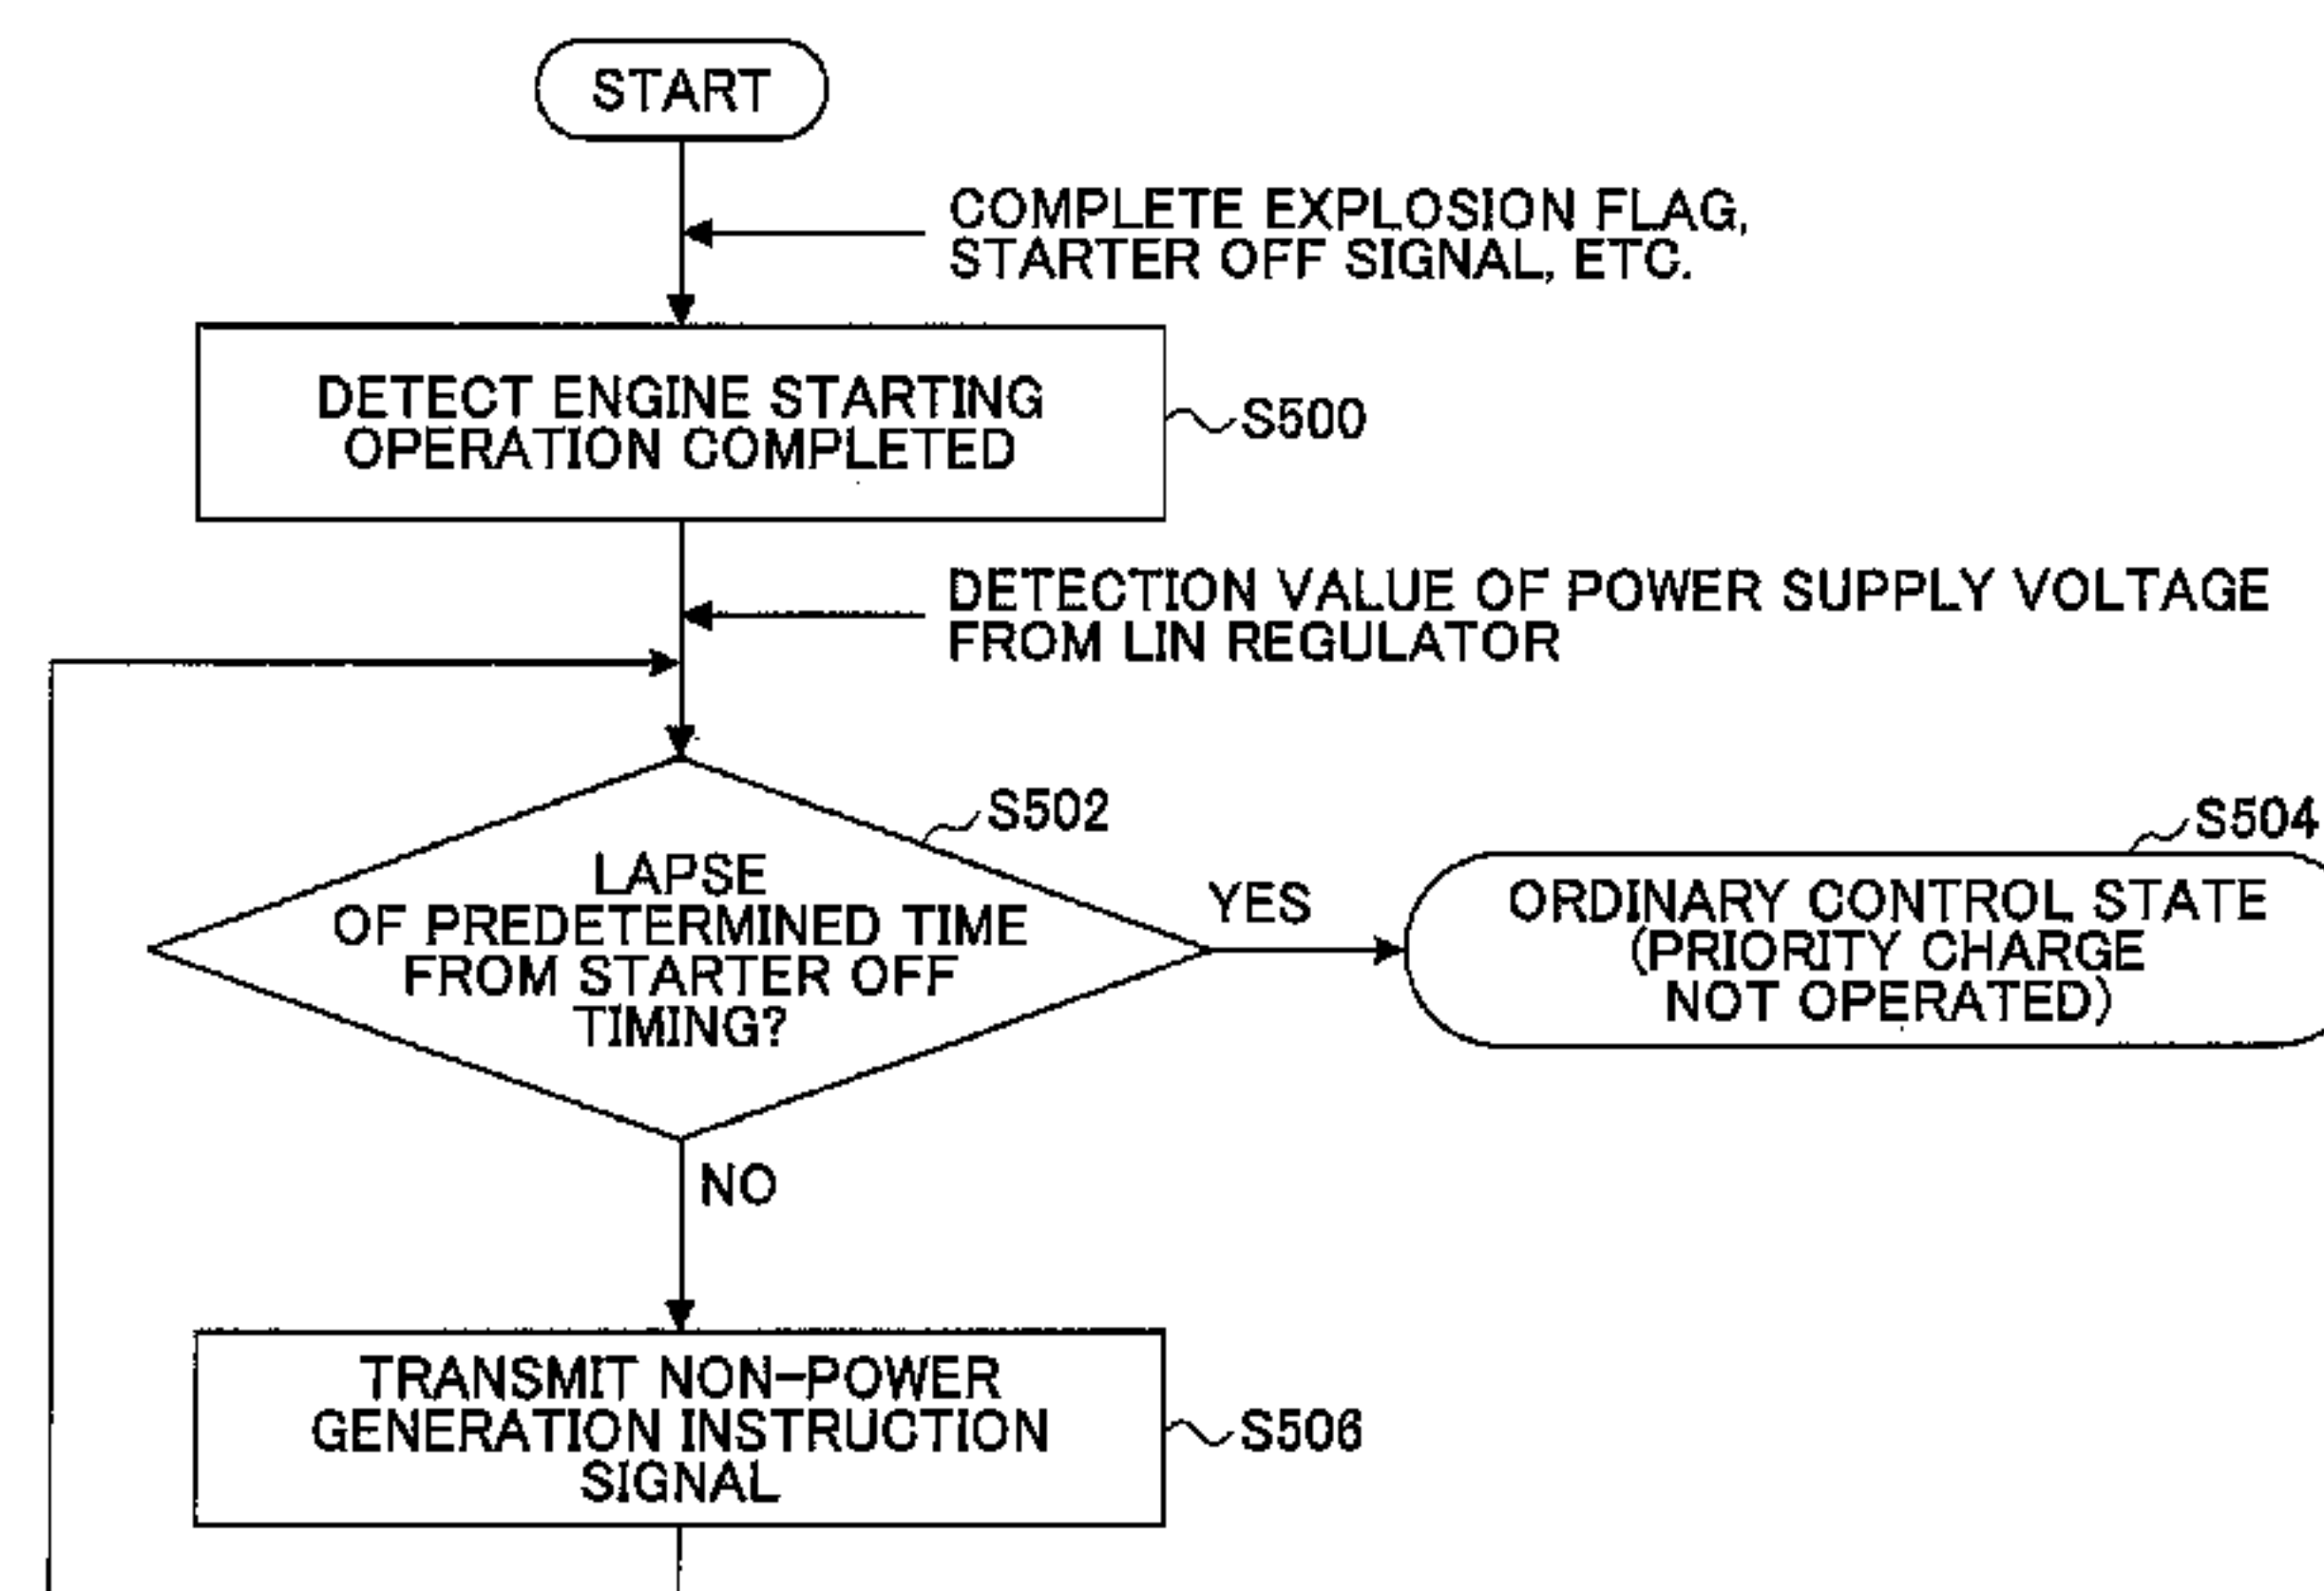 START
COMPLETE EXPLOSION FLAG,
STARTER OFF SIGNAL, ETC.
DETECT ENGINE STARTING
OPERATION COMPLETED
S500
DETECTION VALUE OF POWER SUPPLY VOLTAGE
FROM LIN REGULATOR
S502
LAPSE
OF PREDETERMINED TIME
FROM STARTER OFF
TIMING?
YES
S504
ORDINARY CONTROL STATE
(PRIORITY CHARGE
NOT OPERATED)
NO
TRANSMIT NON-POWER
GENERATION INSTRUCTION
SIGNAL
S506